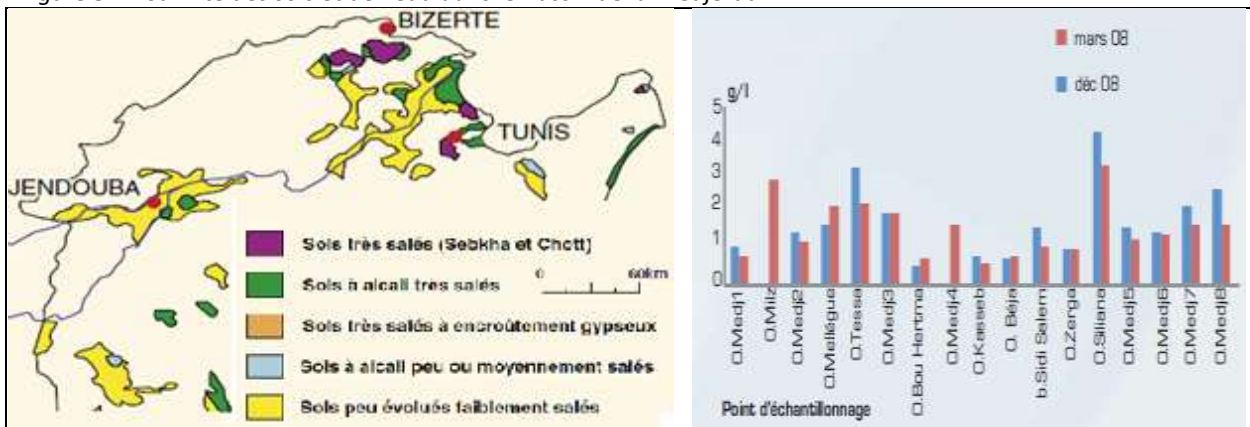 BIZERTE
TUNIS
JENDOUBA
Sols très salés (Sebkha et Chott)
Sols à alcali très salés
Sols très salés à encroûtement gypseux
Sols à alcali peu ou moyennement salés
Sols peu évolués faiblement salés
0 60km
mars 08
déc 08
g/l
5
4
3
2
1
0
O.Medj1
O.Medj2
O.Mellégue
O.Tessa
O.Medj3
O.Bou Hertma
O.Medj4
O.Kasseb
O. Béja
b.Sidi Salem
O.Zerga
O.Siliana
O.Medj5
O.Medj6
O.Medj7
O.Medj8
Point d'échantillonnage